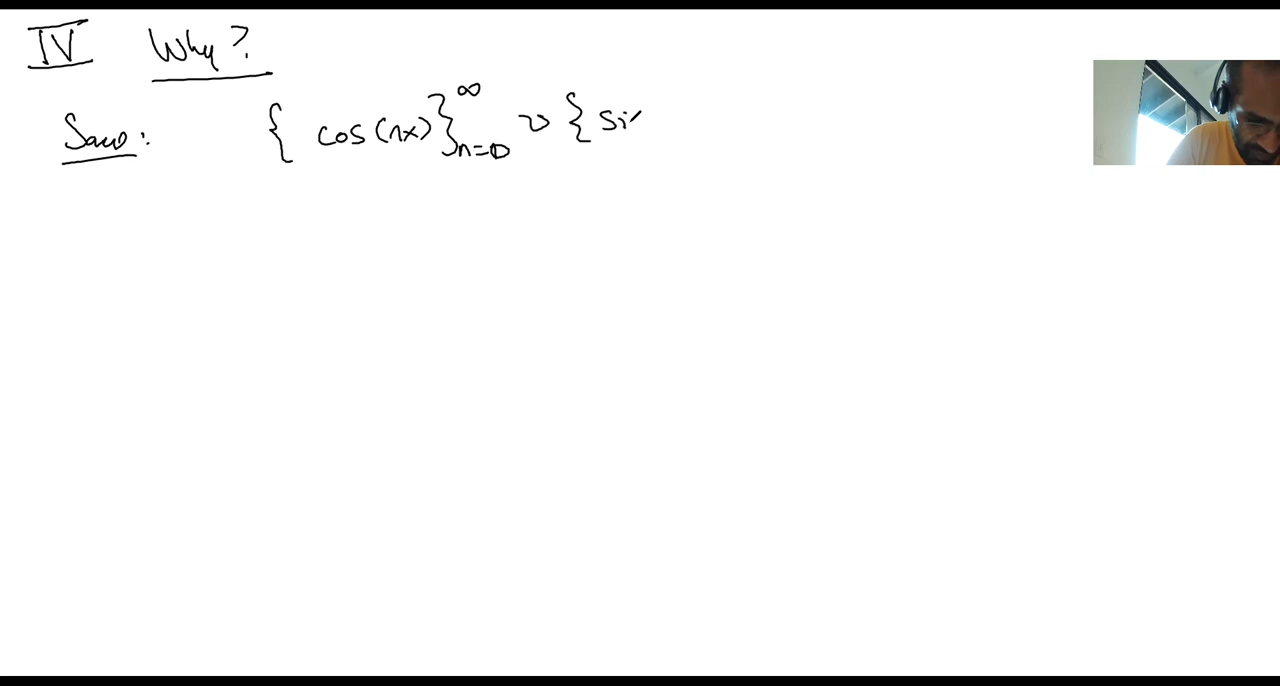 IV Why?
Saw: { cos(nx) }_{n=0}^{∞} ∪ { si